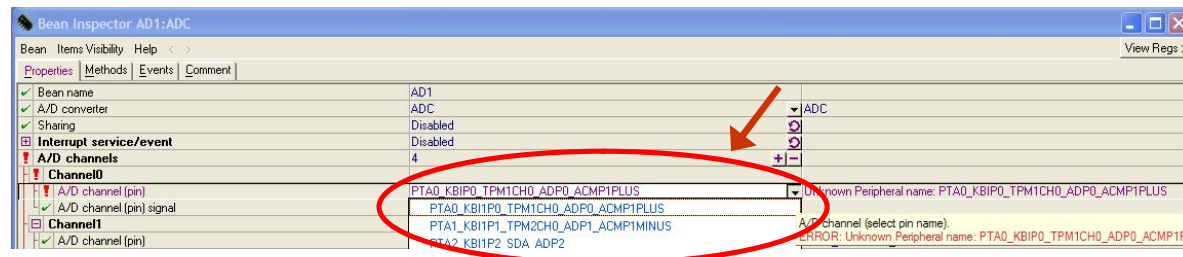 Bean Inspector AD1:ADC
Bean Items Visibility Help < > View Regs
Properties Methods Events Comment
Bean name AD1
A/D converter ADC ADC
Sharing Disabled
Interrupt service/event Disabled
A/D channels 4
Channel0
A/D channel (pin) PTA0_KBIP0_TPM1CH0_ADP0_ACMP1PLUS Unknown Peripheral name: PTA0_KBIP0_TPM1CH0_ADP0_ACMP1PLUS
A/D channel (pin) signal PTA0_KBI1P0_TPM1CH0_ADP0_ACMP1PLUS
Channel1 PTA1_KBI1P1_TPM2CH0_ADP1_ACMP1MINUS A/D channel (select pin name).
A/D channel (pin) PTA2_KBI1P2_SDA_ADP2 ERROR: Unknown Peripheral name: PTA0_KBIP0_TPM1CH0_ADP0_ACMP1P